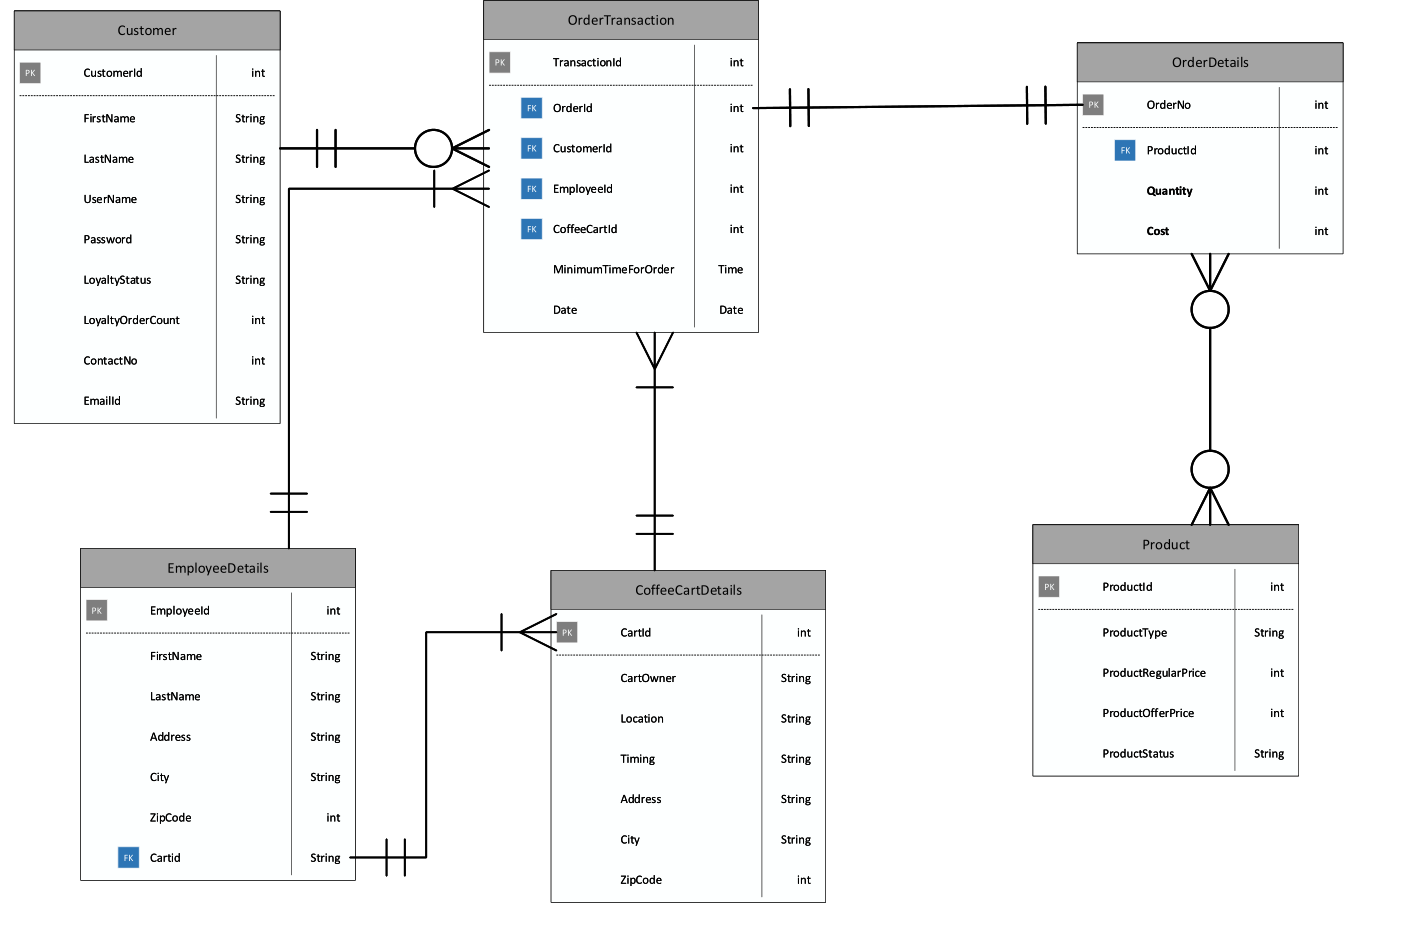 Customer
PK CustomerId int
FirstName String
LastName String
UserName String
Password String
LoyaltyStatus String
LoyaltyOrderCount int
ContactNo int
EmailId String
OrderTransaction
PK TransactionId int
FK OrderId int
FK CustomerId int
FK EmployeeId int
FK CoffeeCartId int
MinimumTimeForOrder Time
Date Date
OrderDetails
PK OrderNo int
FK ProductId int
Quantity int
Cost int
EmployeeDetails
PK EmployeeId int
FirstName String
LastName String
Address String
City String
ZipCode int
FK CartId String
CoffeeCartDetails
PK CartId int
CartOwner String
Location String
Timing String
Address String
City String
ZipCode int
Product
PK ProductId int
ProductType String
ProductRegularPrice int
ProductOfferPrice int
ProductStatus String